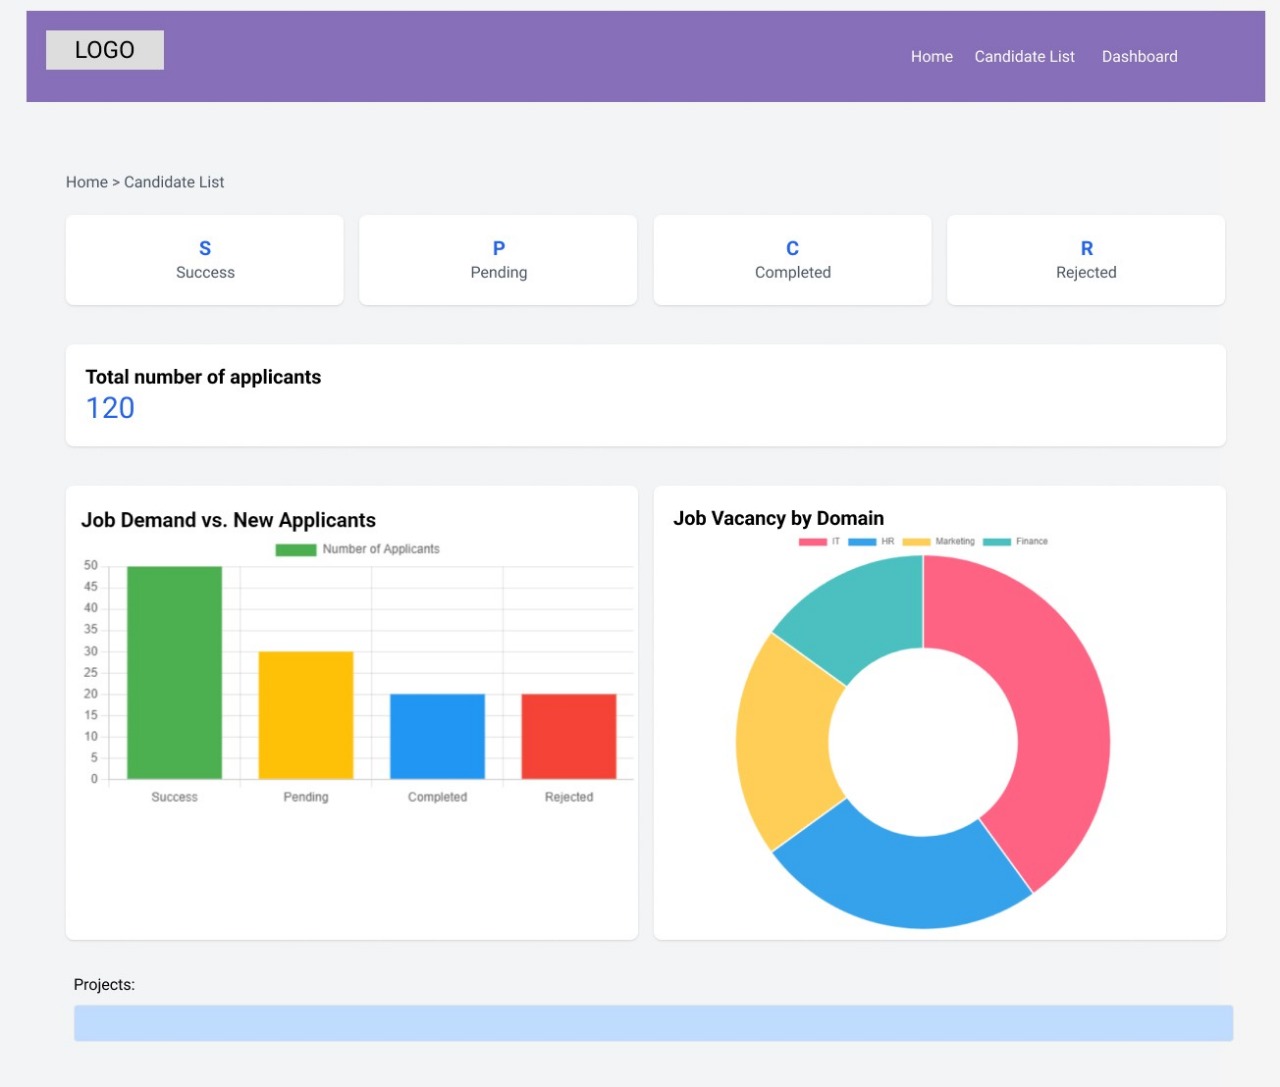 LOGO
Home Candidate List Dashboard
Home > Candidate List
S
Success
P
Pending
C
Completed
R
Rejected
Total number of applicants
120
Job Demand vs. New Applicants
Number of Applicants
50
45
40
35
30
25
20
15
10
5
0
Success Pending Completed Rejected
Job Vacancy by Domain
IT HR Marketing Finance
Projects: